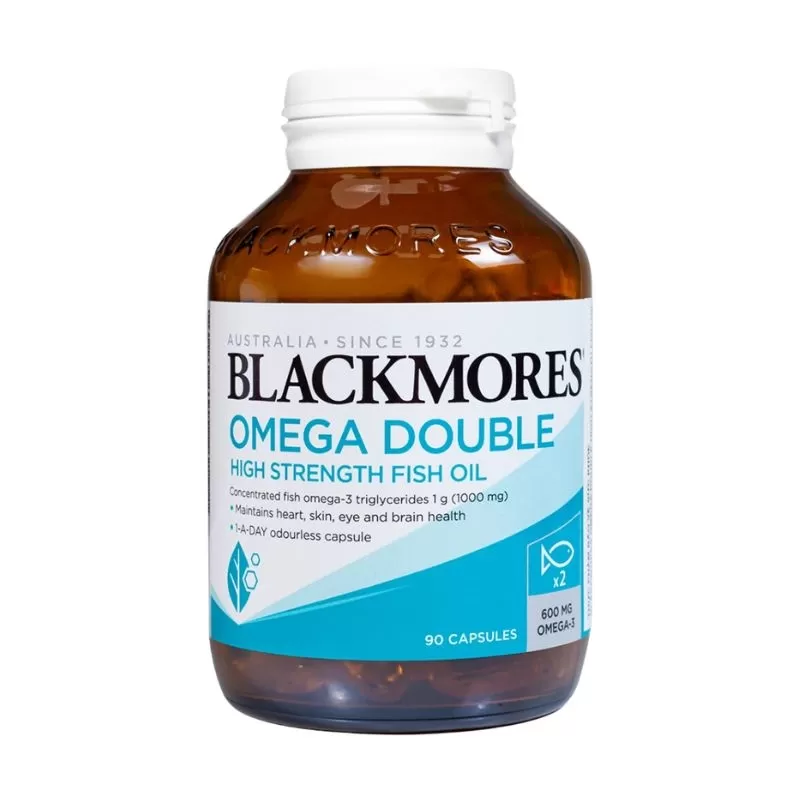 BLACKMORES
AUSTRALIA • SINCE 1932
BLACKMORES
OMEGA DOUBLE
HIGH STRENGTH FISH OIL
Concentrated fish omega-3 triglycerides 1 g (1000 mg)
• Maintains heart, skin, eye and brain health
• 1-A-DAY odourless capsule
x2
600 MG
OMEGA-3
90 CAPSULES